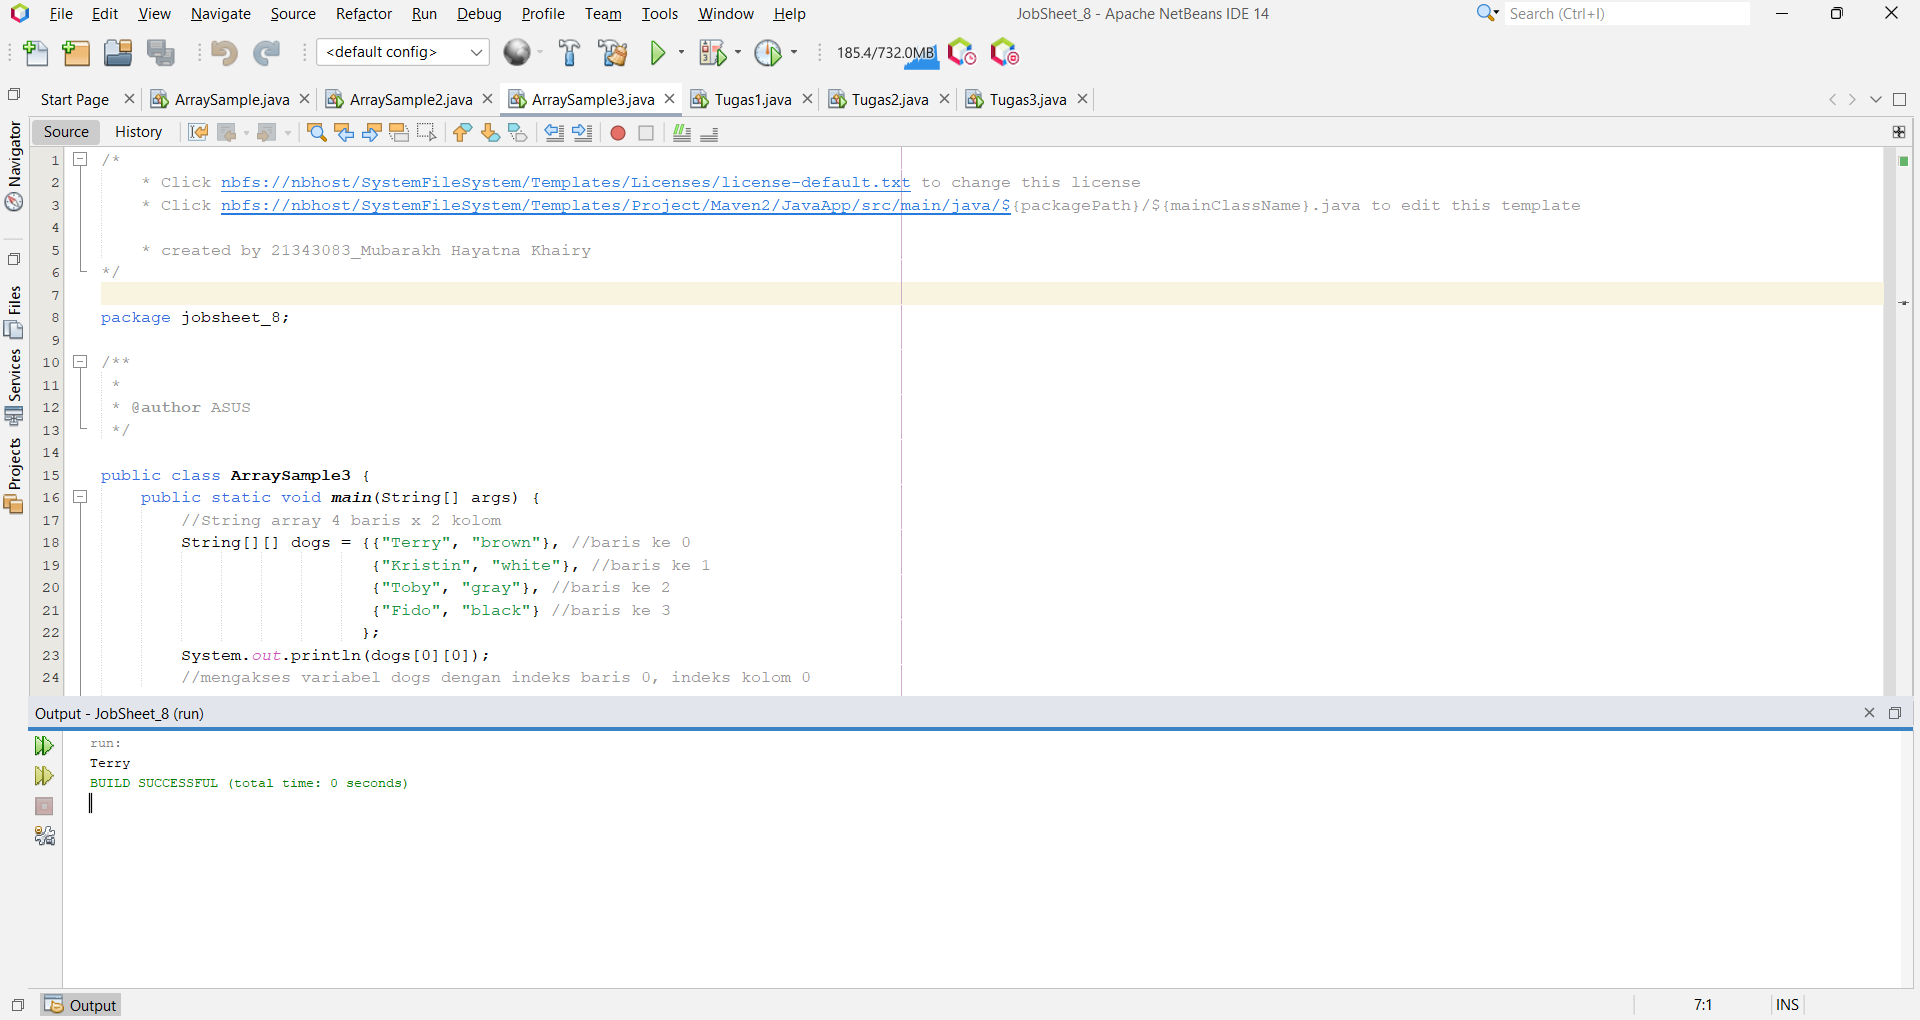 File Edit View Navigate Source Refactor Run Debug Profile Team Tools Window Help JobSheet_8 - Apache NetBeans IDE 14 Search (Ctrl+I)
<default config> 185.4/732.0MB
Start Page ArraySample.java ArraySample2.java ArraySample3.java Tugas1.java Tugas2.java Tugas3.java
Source History
Navigator
Files
Services
Projects
1 /*
2 * Click nbfs://nbhost/SystemFileSystem/Templates/Licenses/license-default.txt to change this license
3 * Click nbfs://nbhost/SystemFileSystem/Templates/Project/Maven2/JavaApp/src/main/java/${packagePath}/${mainClassName}.java to edit this template
4
5 * created by 21343083_Mubarakh Hayatna Khairy
6 */
7
8 package jobsheet_8;
9
10 /**
11 *
12 * @author ASUS
13 */
14
15 public class ArraySample3 {
16 public static void main(String[] args) {
17 //String array 4 baris x 2 kolom
18 String[][] dogs = {{"Terry", "brown"}, //baris ke 0
19 {"Kristin", "white"}, //baris ke 1
20 {"Toby", "gray"}, //baris ke 2
21 {"Fido", "black"} //baris ke 3
22 };
23 System.out.println(dogs[0][0]);
24 //mengakses variabel dogs dengan indeks baris 0, indeks kolom 0
Output - JobSheet_8 (run)
run:
Terry
BUILD SUCCESSFUL (total time: 0 seconds)
Output 7:1 INS